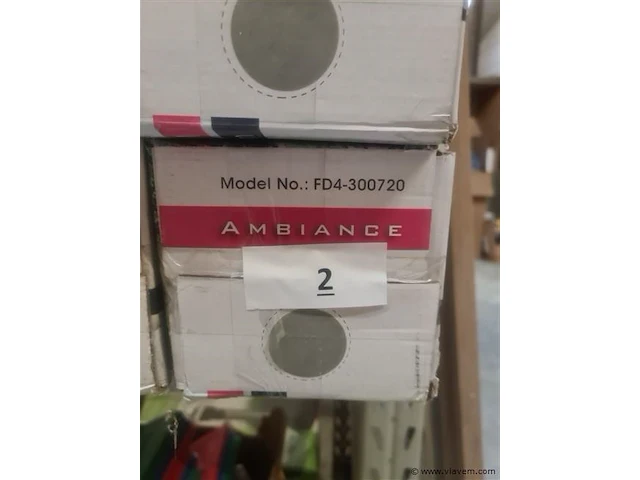 Model No.: FD4-300720
AMBIANCE
2
© www.vlavem.com